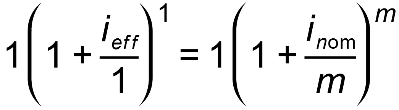 1(1 + i_eff/1)^1 = 1(1 + i_nom/m)^m